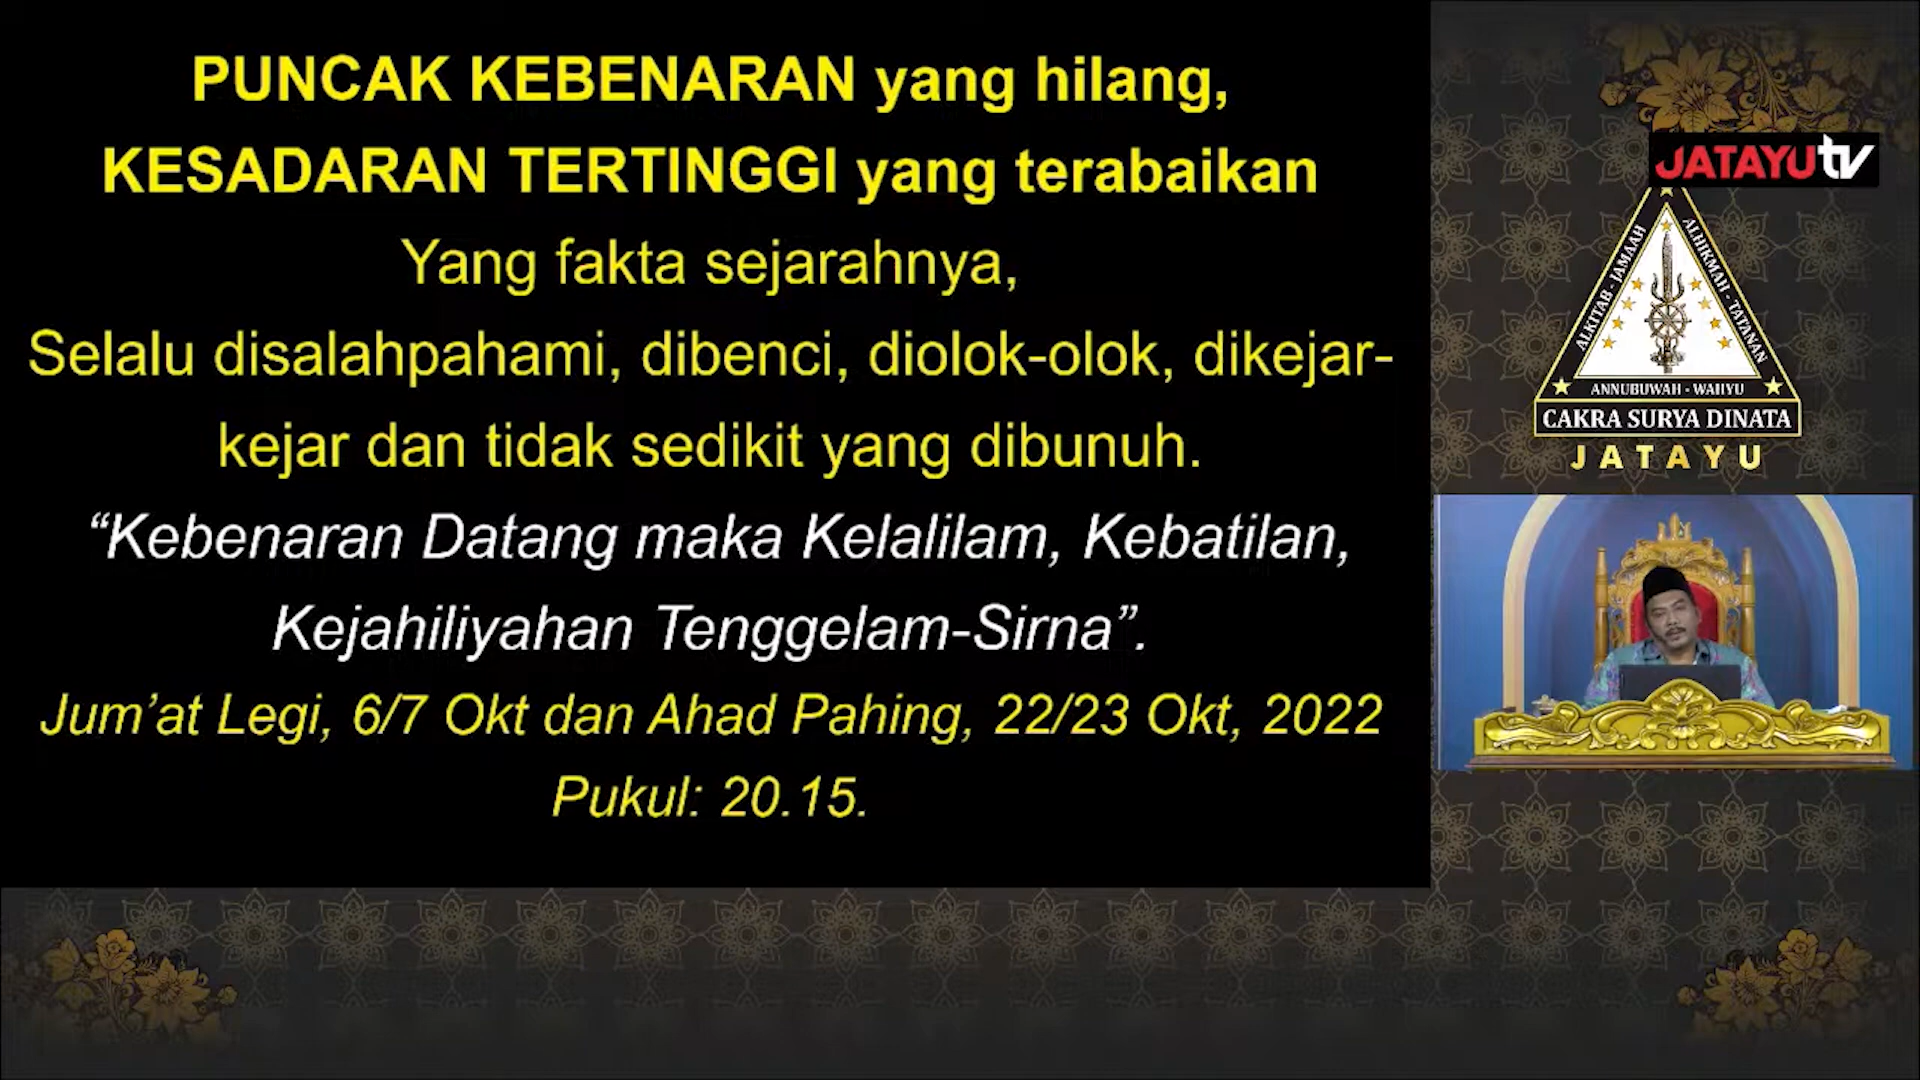 PUNCAK KEBENARAN yang hilang,
KESADARAN TERTINGGI yang terabaikan
Yang fakta sejarahnya,
Selalu disalahpahami, dibenci, diolok-olok, dikejar-
kejar dan tidak sedikit yang dibunuh.
“Kebenaran Datang maka Kelalilam, Kebatilan,
Kejahiliyahan Tenggelam-Sirna”.
Jum’at Legi, 6/7 Okt dan Ahad Pahing, 22/23 Okt, 2022
Pukul: 20.15.
JATAYUtv
ALKITAB - JAMAAH
ALHIKMAH - TATANAN
ANNUBUWAH - WAHYU
CAKRA SURYA DINATA
JATAYU